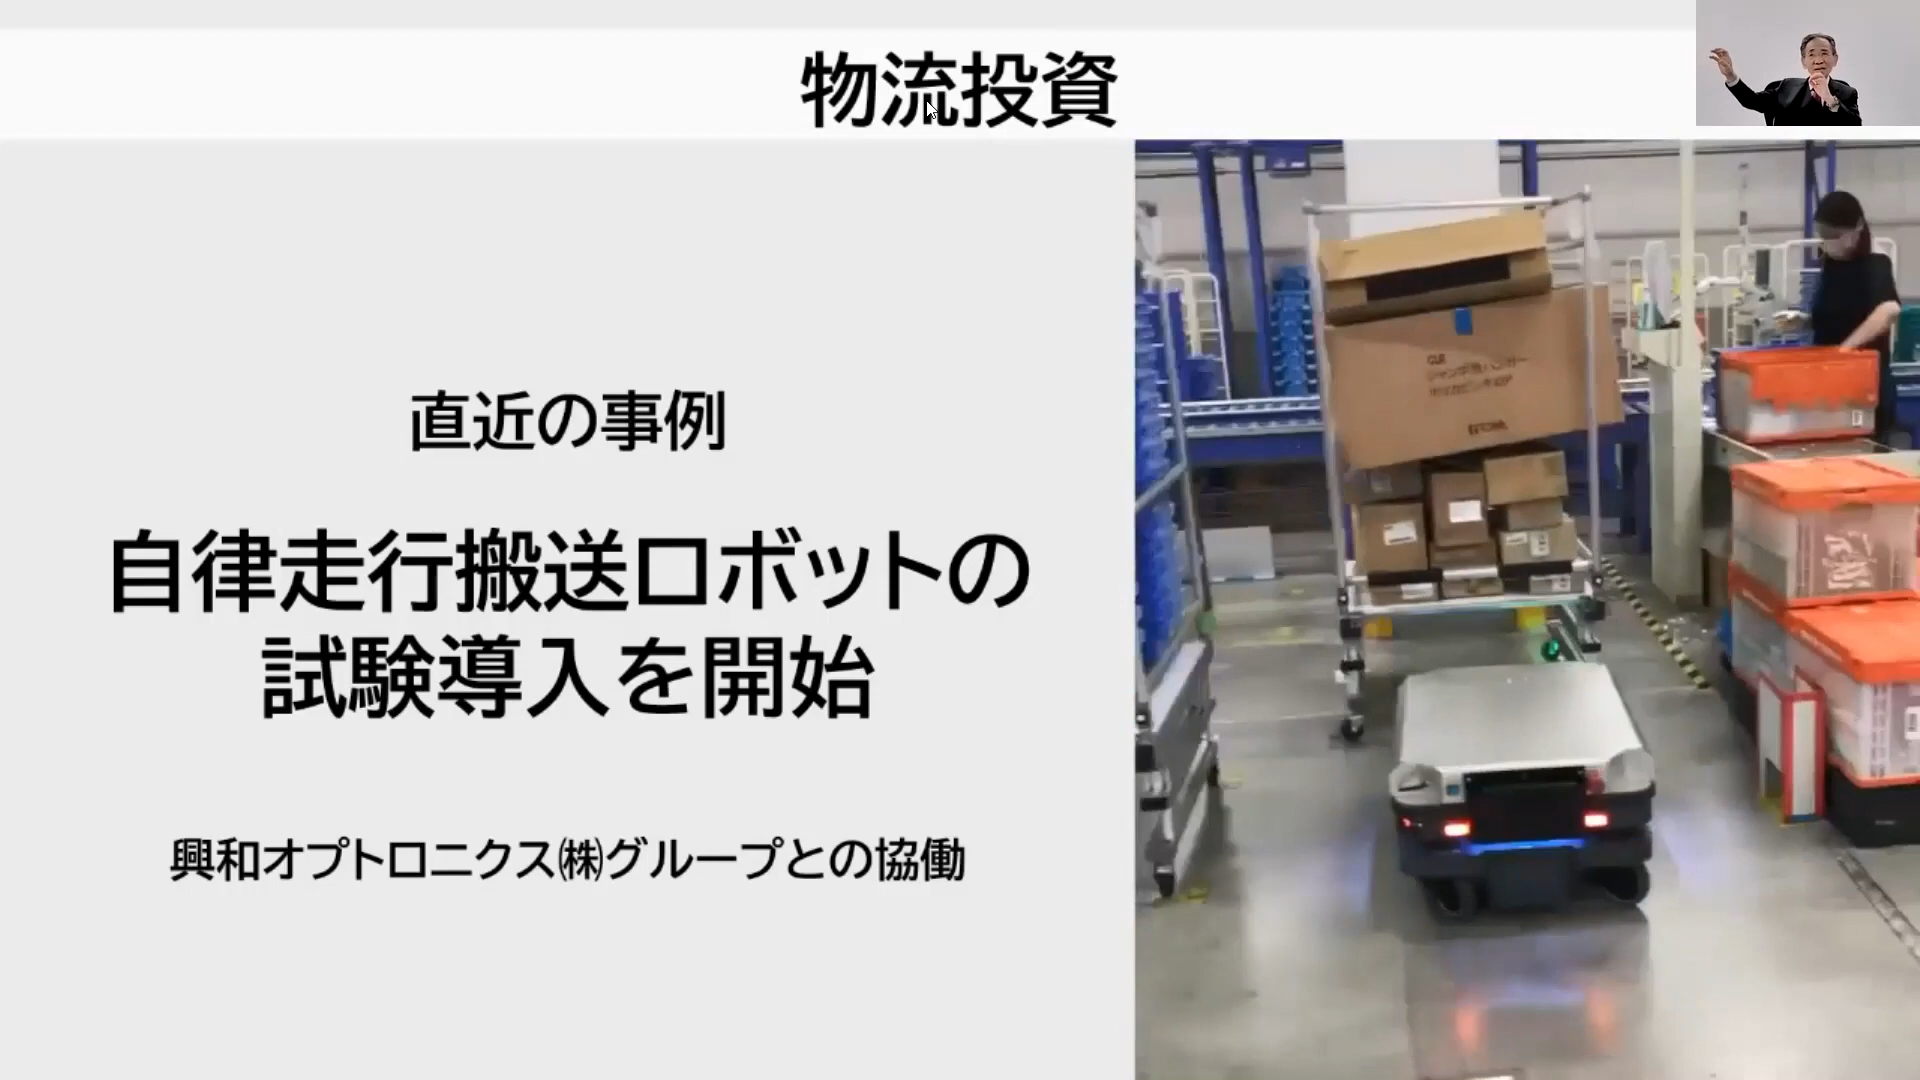 物流投資
直近の事例
自律走行搬送ロボットの
試験導入を開始
興和オプトロニクス㈱グループとの協働